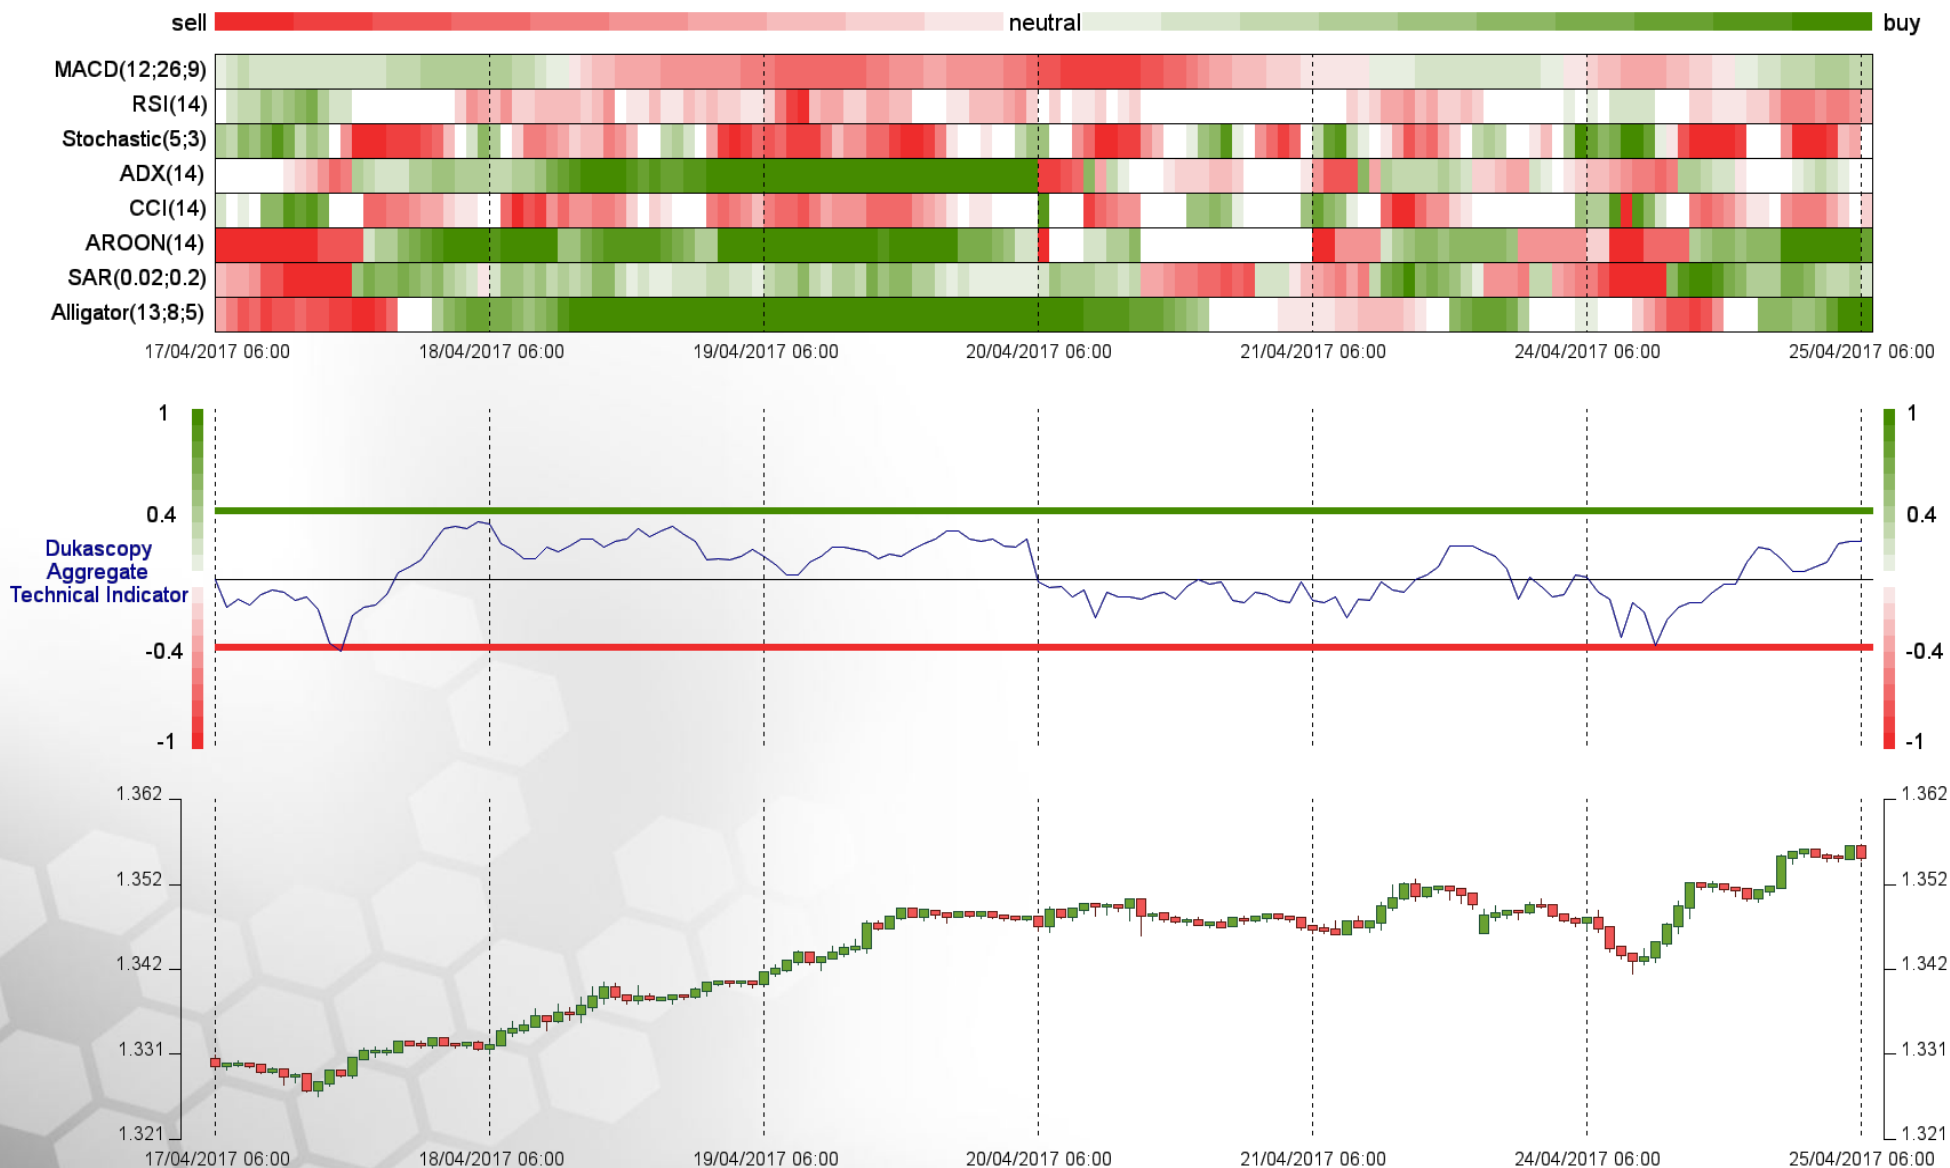 sell neutral buy
MACD(12;26;9)
RSI(14)
Stochastic(5;3)
ADX(14)
CCI(14)
AROON(14)
SAR(0.02;0.2)
Alligator(13;8;5)
17/04/2017 06:00 18/04/2017 06:00 19/04/2017 06:00 20/04/2017 06:00 21/04/2017 06:00 24/04/2017 06:00 25/04/2017 06:00
1 1
0.4 0.4
Dukascopy
Aggregate
Technical Indicator
-0.4 -0.4
-1 -1
1.362 1.362
1.352 1.352
1.342 1.342
1.331 1.331
1.321 1.321
17/04/2017 06:00 18/04/2017 06:00 19/04/2017 06:00 20/04/2017 06:00 21/04/2017 06:00 24/04/2017 06:00 25/04/2017 06:00